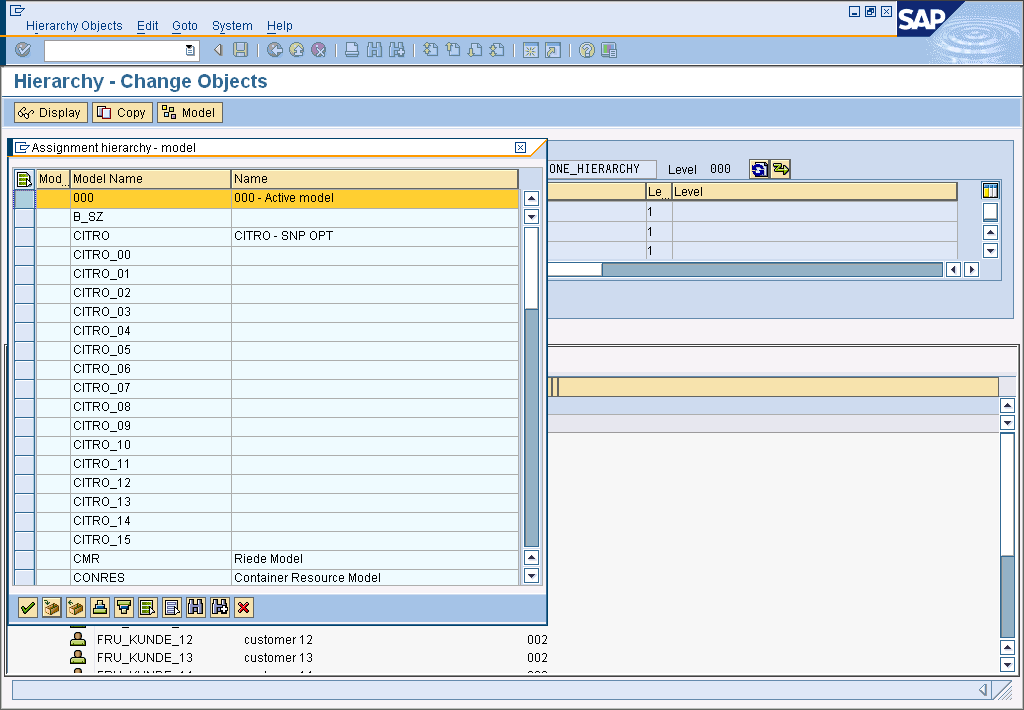 Hierarchy Objects Edit Goto System Help
SAP
Hierarchy - Change Objects
Display Copy Model
Assignment hierarchy - model
ONE_HIERARCHY Level 000
Mod... Model Name Name
Le... Level
000 000 - Active model
1
B_SZ
1
CITRO CITRO - SNP OPT
1
CITRO_00
CITRO_01
CITRO_02
CITRO_03
CITRO_04
CITRO_05
CITRO_06
CITRO_07
CITRO_08
CITRO_09
CITRO_10
CITRO_11
CITRO_12
CITRO_13
CITRO_14
CITRO_15
CMR Riede Model
CONRES Container Resource Model
FRU_KUNDE_12 customer 12 002
FRU_KUNDE_13 customer 13 002